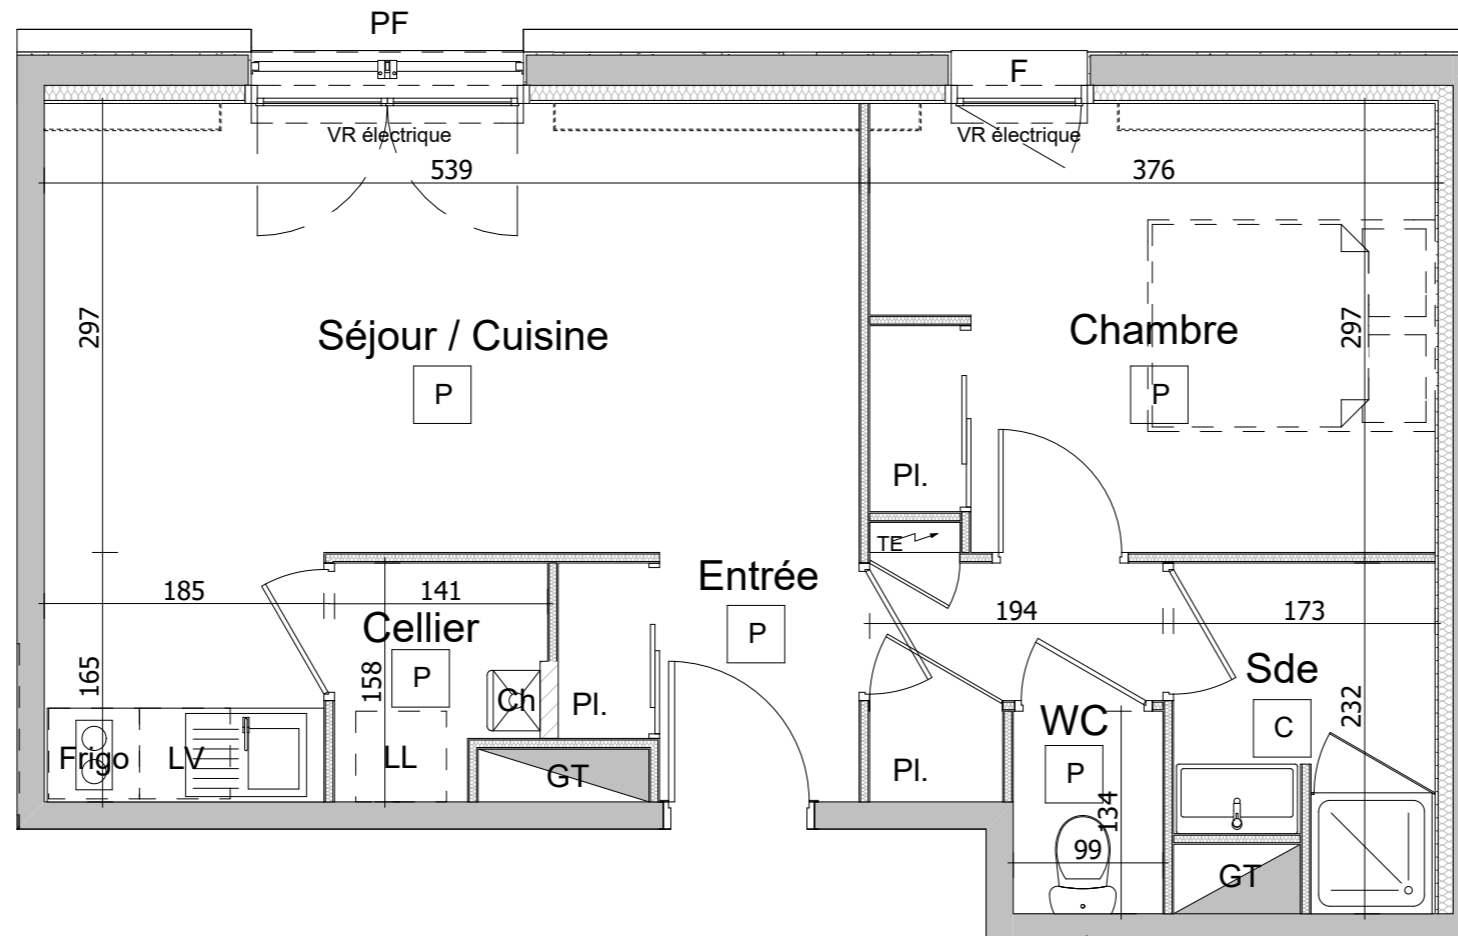 PF
F
VR électrique
VR électrique
539
376
297
Séjour / Cuisine
P
Chambre
P
297
Pl.
TE
Entrée
P
185
141
Cellier
P
194
173
Sde
C
165
158
Ch
Pl.
WC
P
232
Frigo
LV
LL
GT
Pl.
134
99
GT